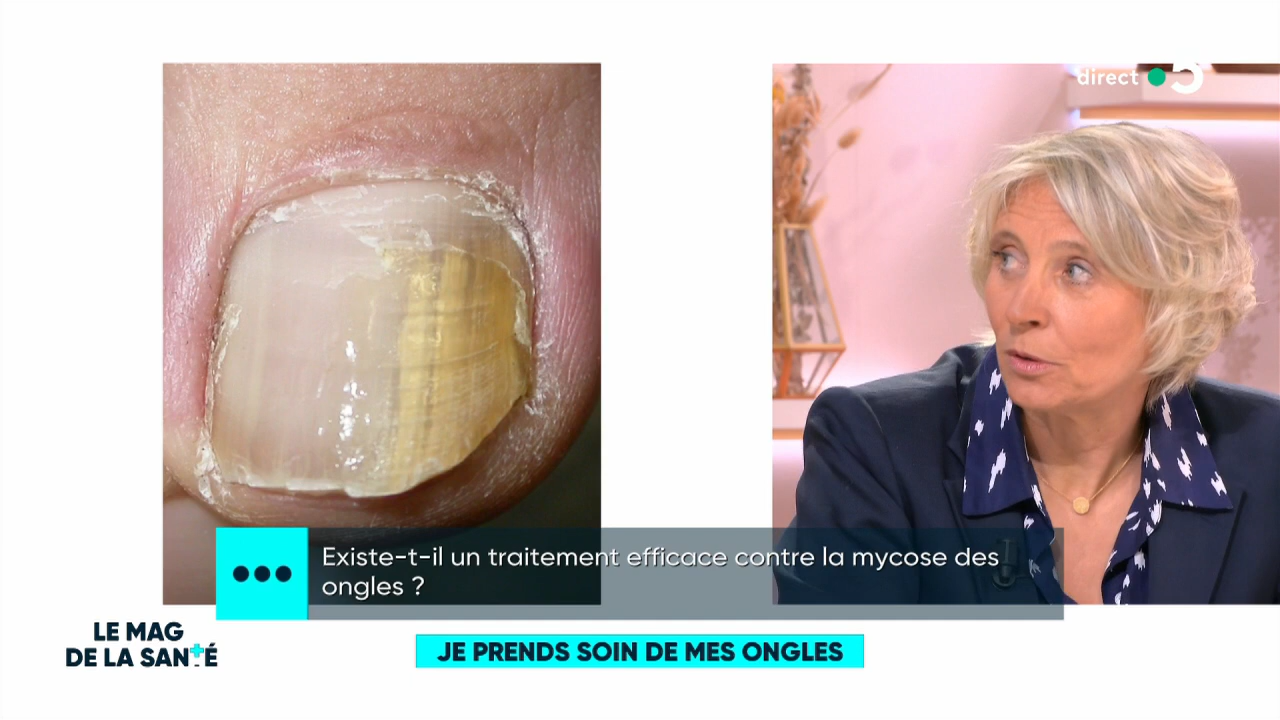 direct 5
Existe-t-il un traitement efficace contre la mycose des
ongles ?
LE MAG
DE LA SANTÉ
JE PRENDS SOIN DE MES ONGLES